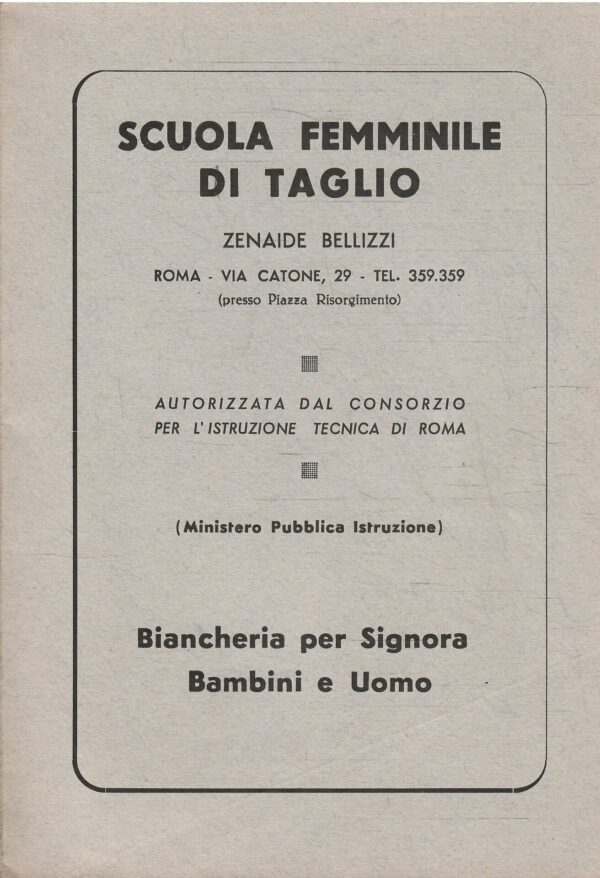 SCUOLA FEMMINILE
DI TAGLIO
ZENAIDE BELLIZZI
ROMA - VIA CATONE, 29 - TEL. 359.359
(presso Piazza Risorgimento)
AUTORIZZATA DAL CONSORZIO
PER L'ISTRUZIONE TECNICA DI ROMA
(Ministero Pubblica Istruzione)
Biancheria per Signora
Bambini e Uomo